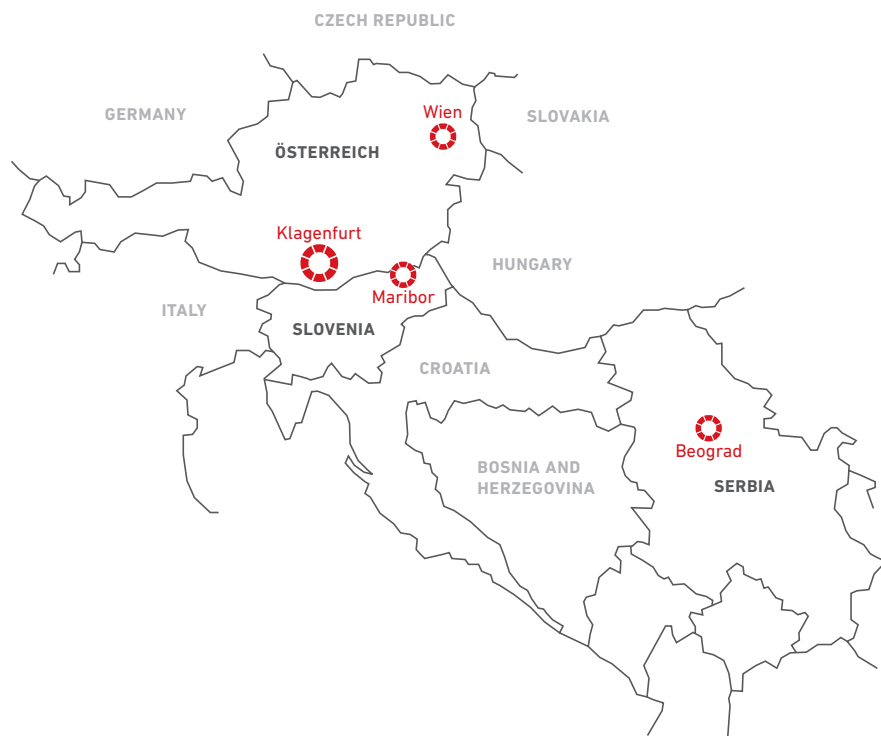 CZECH REPUBLIC
GERMANY
Wien
SLOVAKIA
ÖSTERREICH
Klagenfurt
HUNGARY
Maribor
ITALY
SLOVENIA
CROATIA
Beograd
BOSNIA AND
HERZEGOVINA
SERBIA